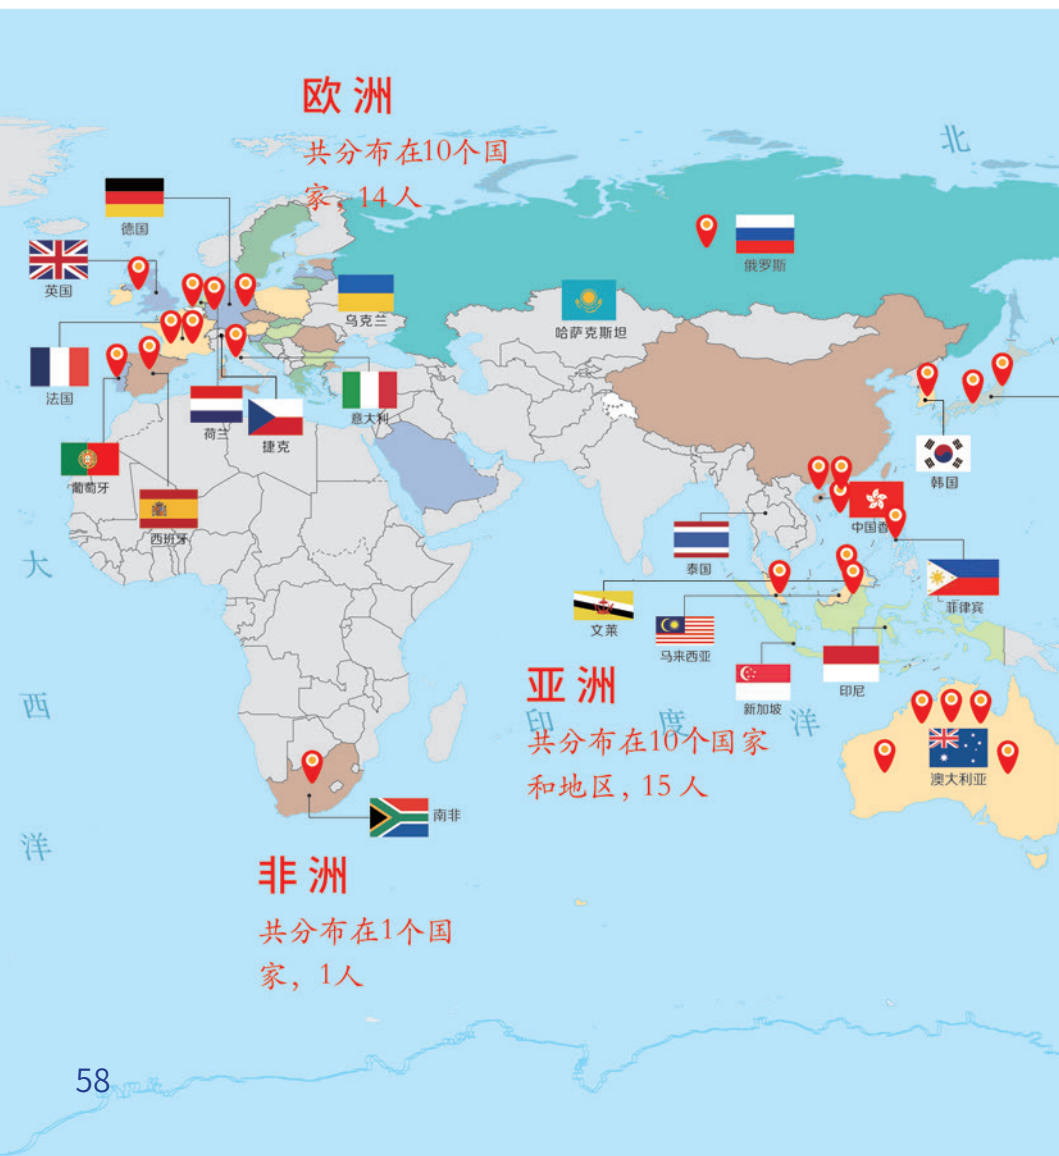 欧洲
共分布在10个国
家，14人
北
德国
英国
俄罗斯
乌克兰
哈萨克斯坦
法国
荷兰
捷克
意大利
葡萄牙
西班牙
韩国
中国香
泰国
大
文莱
马来西亚
菲律宾
亚洲
新加坡
印尼
西
印
度
洋
共分布在10个国家
和地区，15人
澳大利亚
南非
洋
非洲
共分布在1个国
家，1人
58